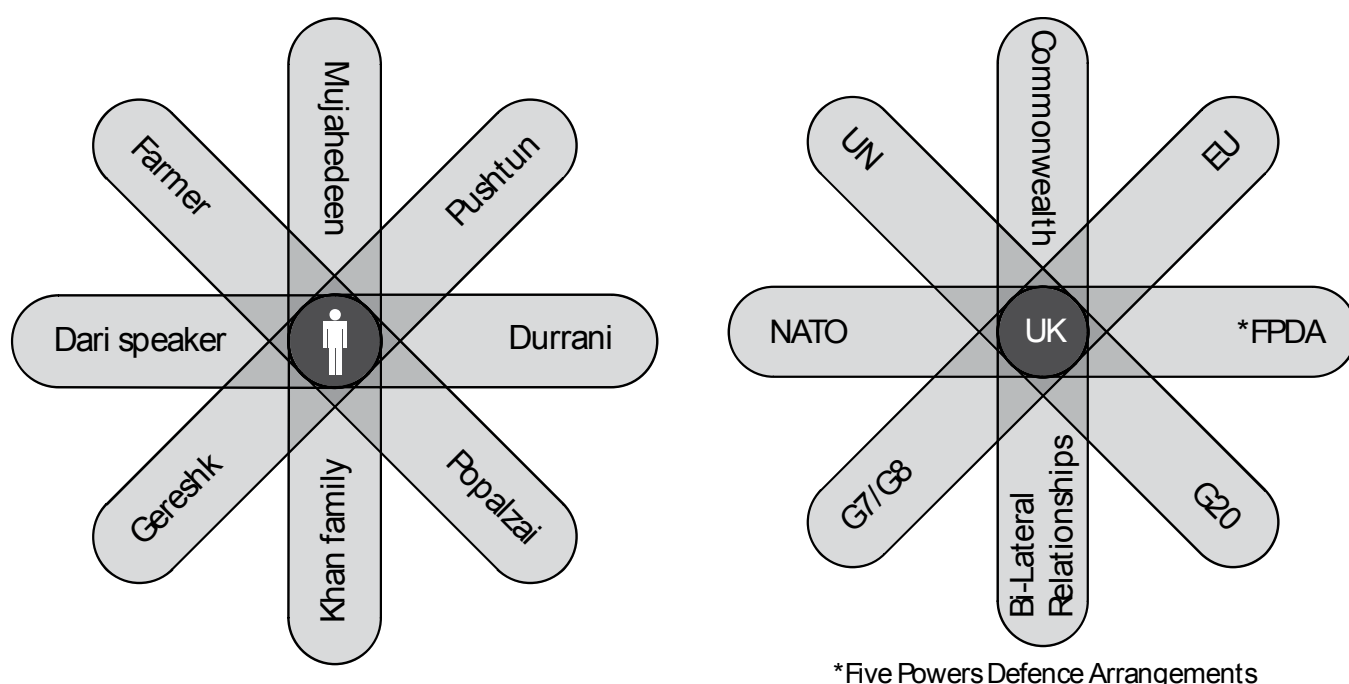 Mujahedeen
Farmer
Pushtun
Dari speaker
Durrani
Gereshk
Khan family
Popalzai
Commonwealth
UN
EU
NATO
UK
*FPDA
G7/G8
Bi-Lateral
Relationships
G20
*Five Powers Defence Arrangements